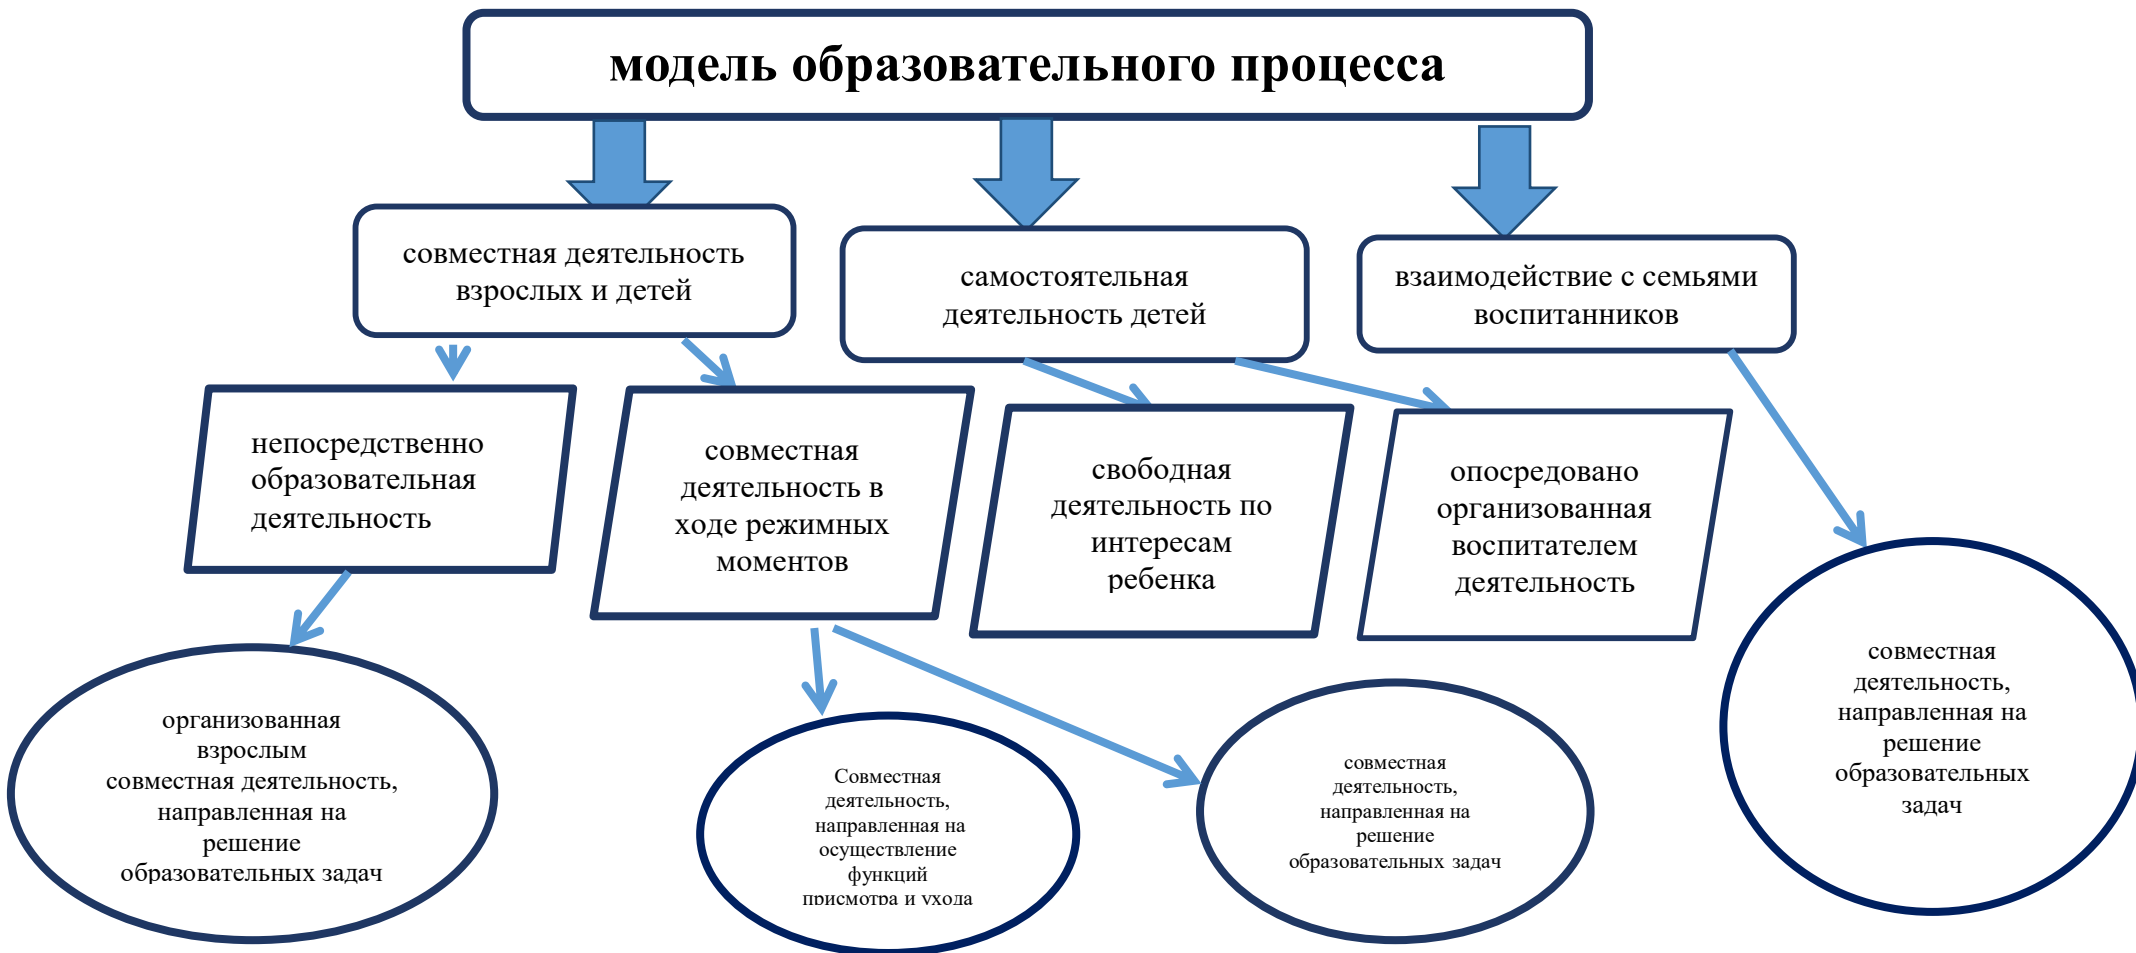 модель образовательного процесса
совместная деятельность
взрослых и детей
самостоятельная
деятельность детей
взаимодействие с семьями
воспитанников
непосредственно
образовательная
деятельность
совместная
деятельность в
ходе режимных
моментов
свободная
деятельность по
интересам
ребенка
опосредовано
организованная
воспитателем
деятельность
организованная
взрослым
совместная деятельность,
направленная на
решение
образовательных задач
Совместная
деятельность,
направленная на
осуществление
функций
присмотра и ухода
совместная
деятельность,
направленная на
решение
образовательных задач
совместная
деятельность,
направленная на
решение
образовательных
задач